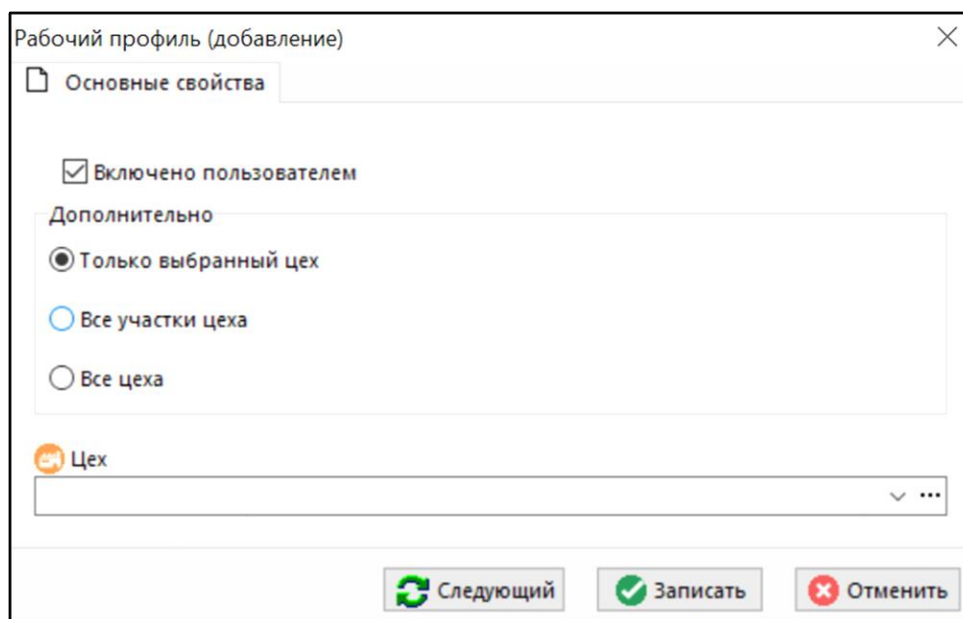 Рабочий профиль (добавление)
Основные свойства
Включено пользователем
Дополнительно
Только выбранный цех
Все участки цеха
Все цеха
Цех
Следующий Записать Отменить